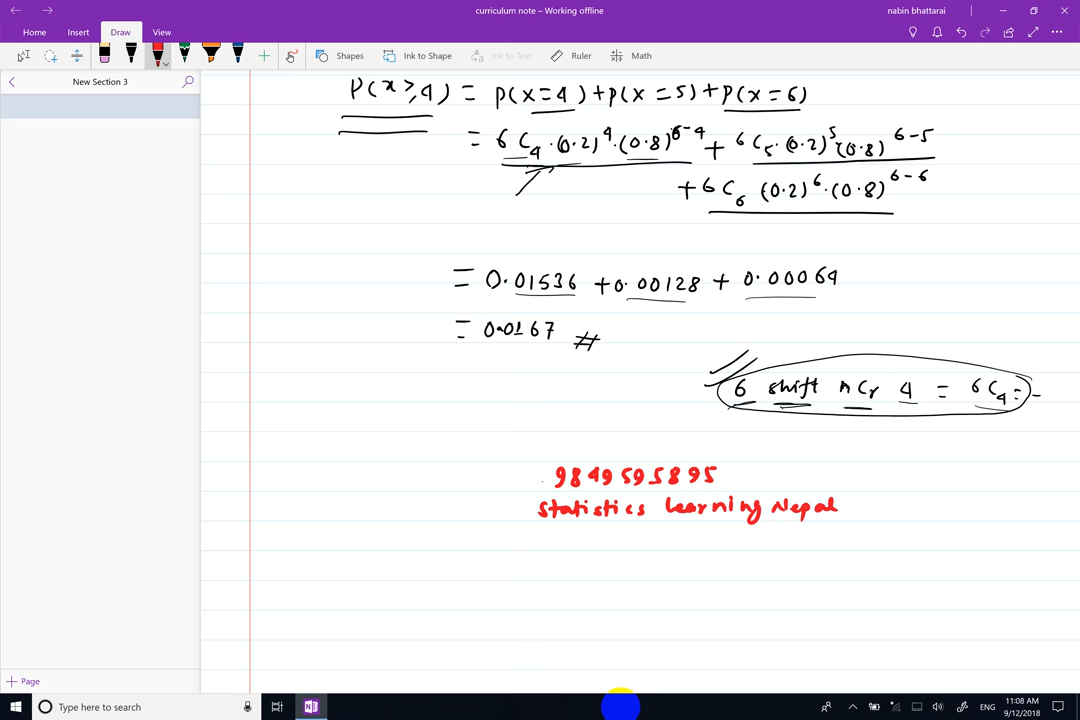 curriculum note – Working offline
nabin bhattarai
Home Insert Draw View
Shapes Ink to Shape Ink to Text Ruler Math
New Section 3
P(x ≥ 4) = P(x = 4) + P(x = 5) + P(x = 6)
= 6C₄ · (0.2)⁴ · (0.8)⁶⁻⁴ + 6C₅ · (0.2)⁵ · (0.8)⁶⁻⁵
+ 6C₆ (0.2)⁶ · (0.8)⁶⁻⁶
= 0.01536 + 0.00128 + 0.00064
= 0.0167 #
6 shift nCr 4 = 6C₄ = -
9849595895
statistics Learning Nepal
+ Page
Type here to search
ENG
11:08 AM
9/12/2018